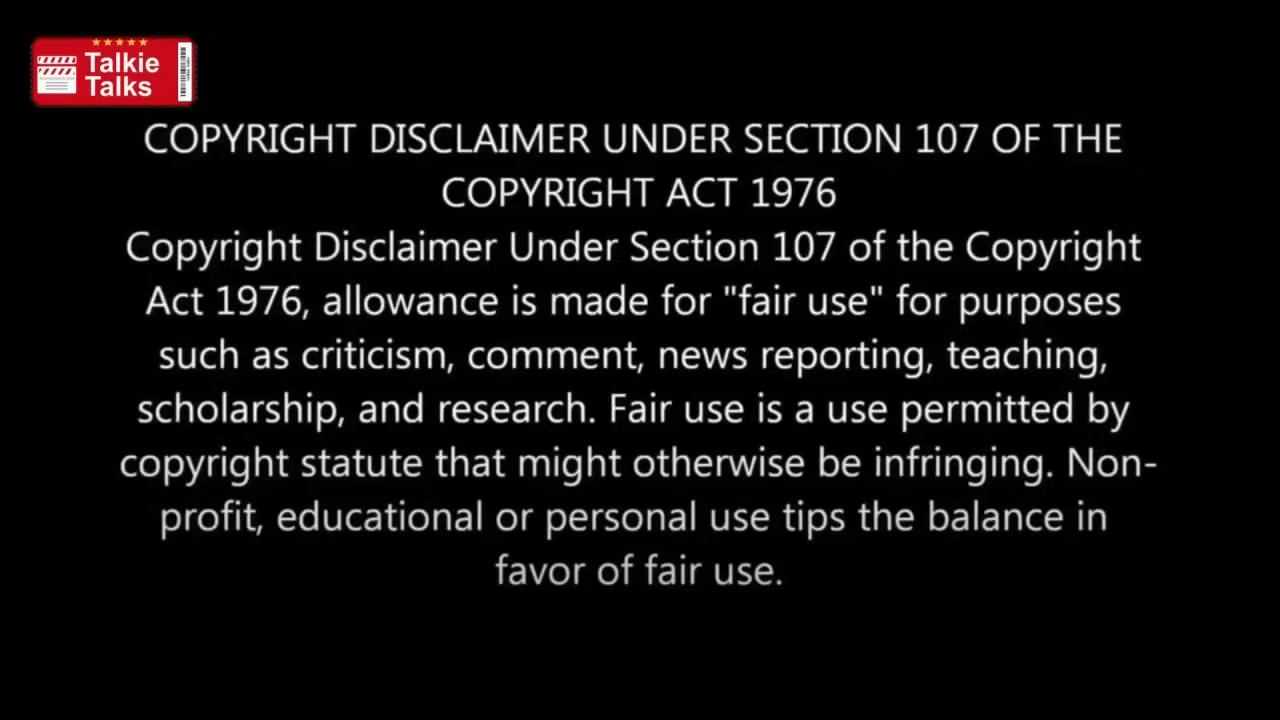 Talkie
Talks
COPYRIGHT DISCLAIMER UNDER SECTION 107 OF THE
COPYRIGHT ACT 1976
Copyright Disclaimer Under Section 107 of the Copyright
Act 1976, allowance is made for "fair use" for purposes
such as criticism, comment, news reporting, teaching,
scholarship, and research. Fair use is a use permitted by
copyright statute that might otherwise be infringing. Non-
profit, educational or personal use tips the balance in
favor of fair use.